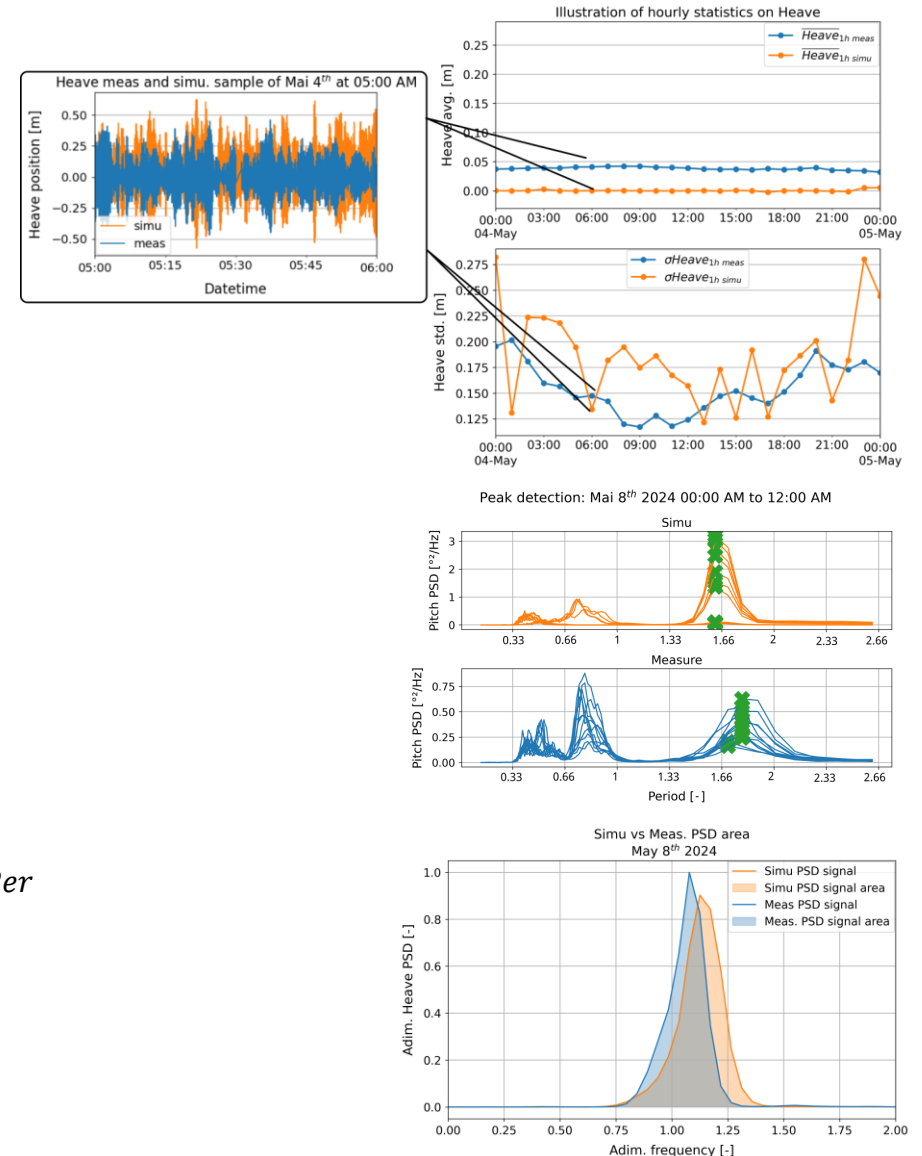 Illustration of hourly statistics on Heave
Heave avg. [m]
0.25
0.20
0.15
0.10
0.05
0.00
Heave1h meas
Heave1h simu
00:00 03:00 06:00 09:00 12:00 15:00 18:00 21:00 00:00
04-May 05-May
Heave meas and simu. sample of Mai 4th at 05:00 AM
Heave position [m]
0.50
0.25
0.00
−0.25
−0.50
simu
meas
05:00 05:15 05:30 05:45 06:00
Datetime
Heave std. [m]
0.275
0.250
0.225
0.200
0.175
0.150
0.125
σHeave1h meas
σHeave1h simu
00:00 03:00 06:00 09:00 12:00 15:00 18:00 21:00 00:00
04-May 05-May
Peak detection: Mai 8th 2024 00:00 AM to 12:00 AM
Simu
Pitch PSD [°²/Hz]
3
2
1
0
0.33 0.66 1 1.33 1.66 2 2.33 2.66
Measure
Pitch PSD [°²/Hz]
0.75
0.50
0.25
0.00
0.33 0.66 1 1.33 1.66 2 2.33 2.66
Period [-]
Simu vs Meas. PSD area
May 8th 2024
er
Adim. Heave PSD [-]
1.0
0.8
0.6
0.4
0.2
0.0
Simu PSD signal
Simu PSD signal area
Meas PSD signal
Meas. PSD signal area
0.00 0.25 0.50 0.75 1.00 1.25 1.50 1.75 2.00
Adim. frequency [-]